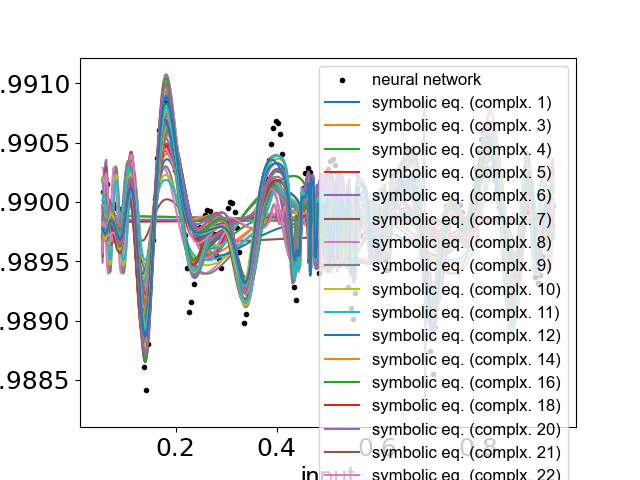 .9910
.9905
.9900
.9895
.9890
.9885
0.2
0.4
0.6
0.8
input
neural network
symbolic eq. (complx. 1)
symbolic eq. (complx. 3)
symbolic eq. (complx. 4)
symbolic eq. (complx. 5)
symbolic eq. (complx. 6)
symbolic eq. (complx. 7)
symbolic eq. (complx. 8)
symbolic eq. (complx. 9)
symbolic eq. (complx. 10)
symbolic eq. (complx. 11)
symbolic eq. (complx. 12)
symbolic eq. (complx. 14)
symbolic eq. (complx. 16)
symbolic eq. (complx. 18)
symbolic eq. (complx. 20)
symbolic eq. (complx. 21)
symbolic eq. (complx. 22)